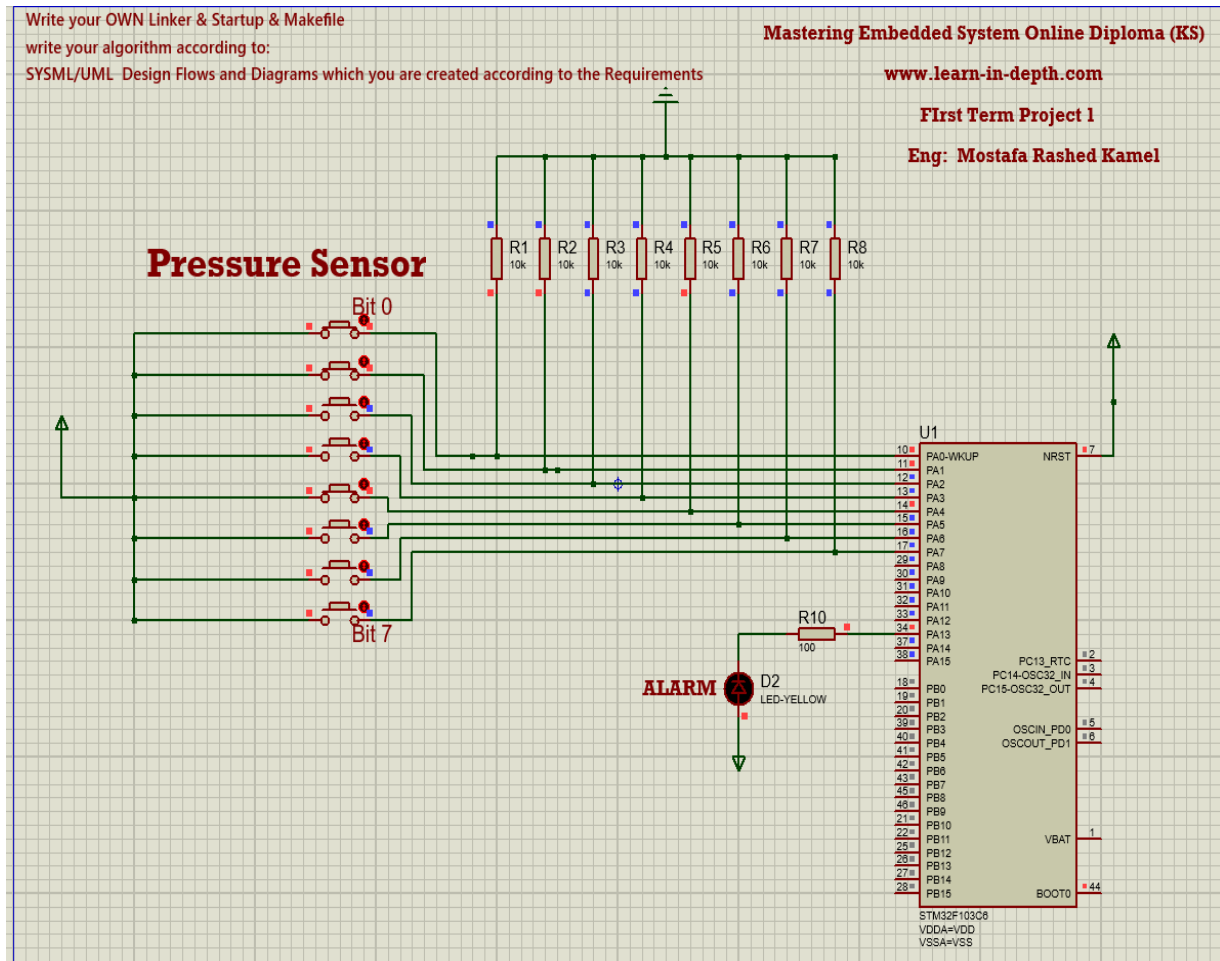 Write your OWN Linker & Startup & Makefile
write your algorithm according to:
SYSML/UML Design Flows and Diagrams which you are created according to the Requirements
Mastering Embedded System Online Diploma (KS)
www.learn-in-depth.com
FIrst Term Project 1
Eng: Mostafa Rashed Kamel
R1
10k
R2
10k
R3
10k
R4
10k
R5
10k
R6
10k
R7
10k
R8
10k
Pressure Sensor
Bit 0
Bit 7
U1
10 PA0-WKUP
11 PA1
12 PA2
13 PA3
14 PA4
15 PA5
16 PA6
17 PA7
29 PA8
30 PA9
31 PA10
32 PA11
33 PA12
34 PA13
37 PA14
38 PA15
18 PB0
19 PB1
20 PB2
39 PB3
40 PB4
41 PB5
42 PB6
43 PB7
45 PB8
46 PB9
21 PB10
22 PB11
25 PB12
26 PB13
27 PB14
28 PB15
NRST 7
PC13_RTC 2
PC14-OSC32_IN 3
PC15-OSC32_OUT 4
OSCIN_PD0 5
OSCOUT_PD1 6
VBAT 1
BOOT0 44
STM32F103C6
VDDA=VDD
VSSA=VSS
R10
100
ALARM
D2
LED-YELLOW